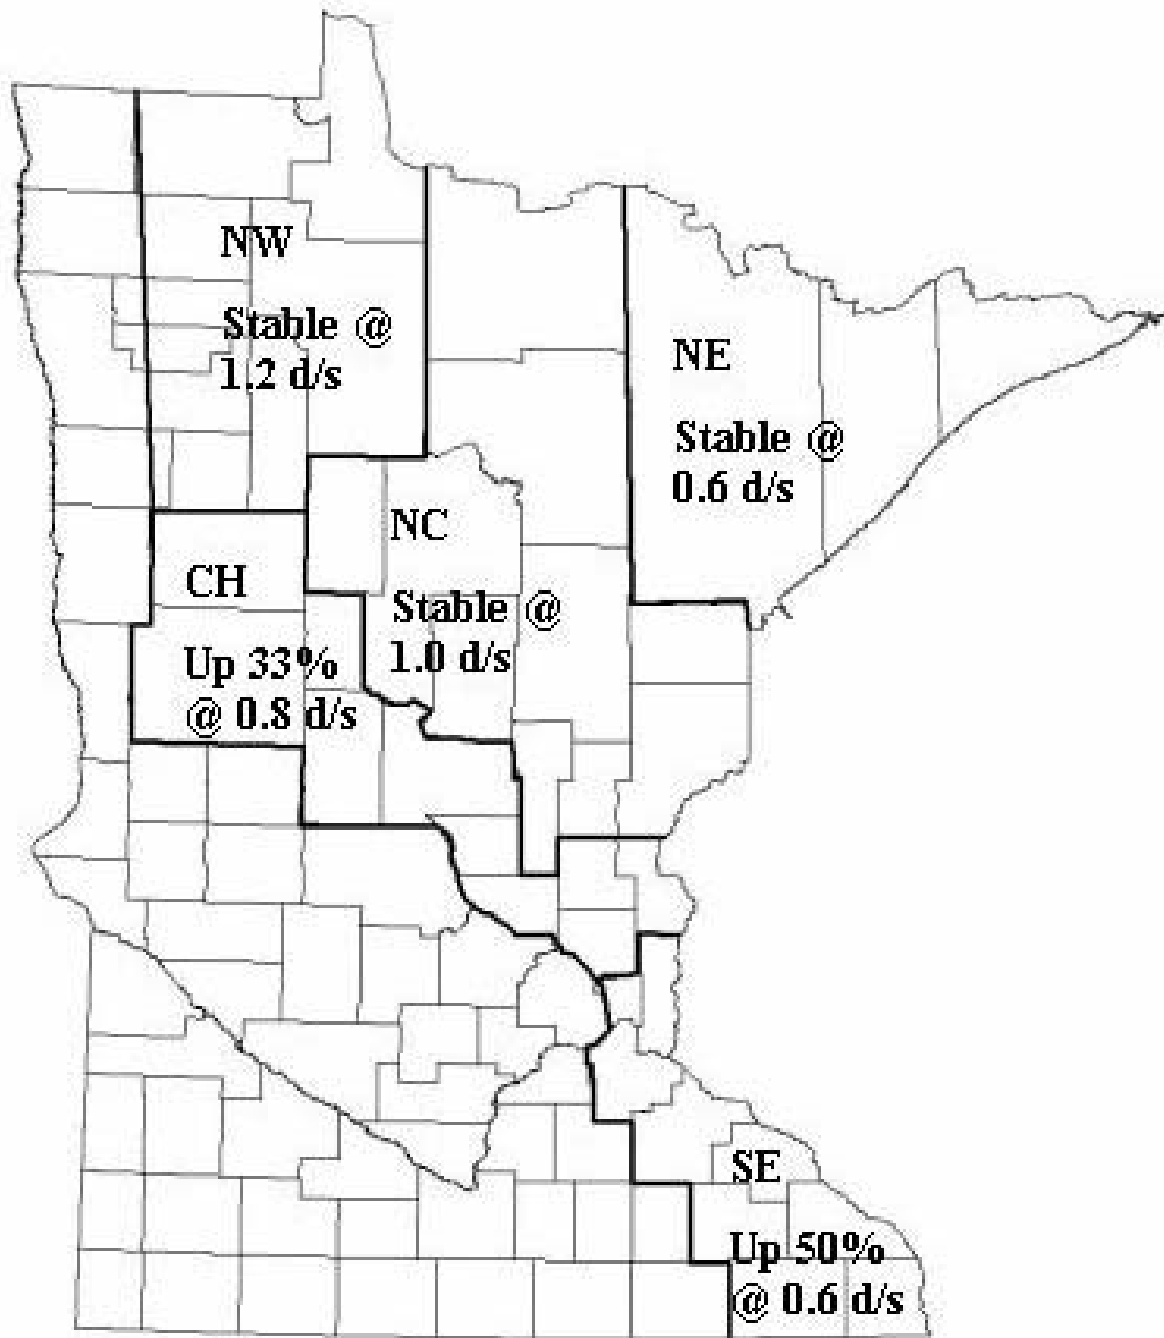 NW
Stable @
1.2 d/s
NE
Stable @
0.6 d/s
NC
Stable @
1.0 d/s
CH
Up 33%
@ 0.8 d/s
SE
Up 50%
@ 0.6 d/s